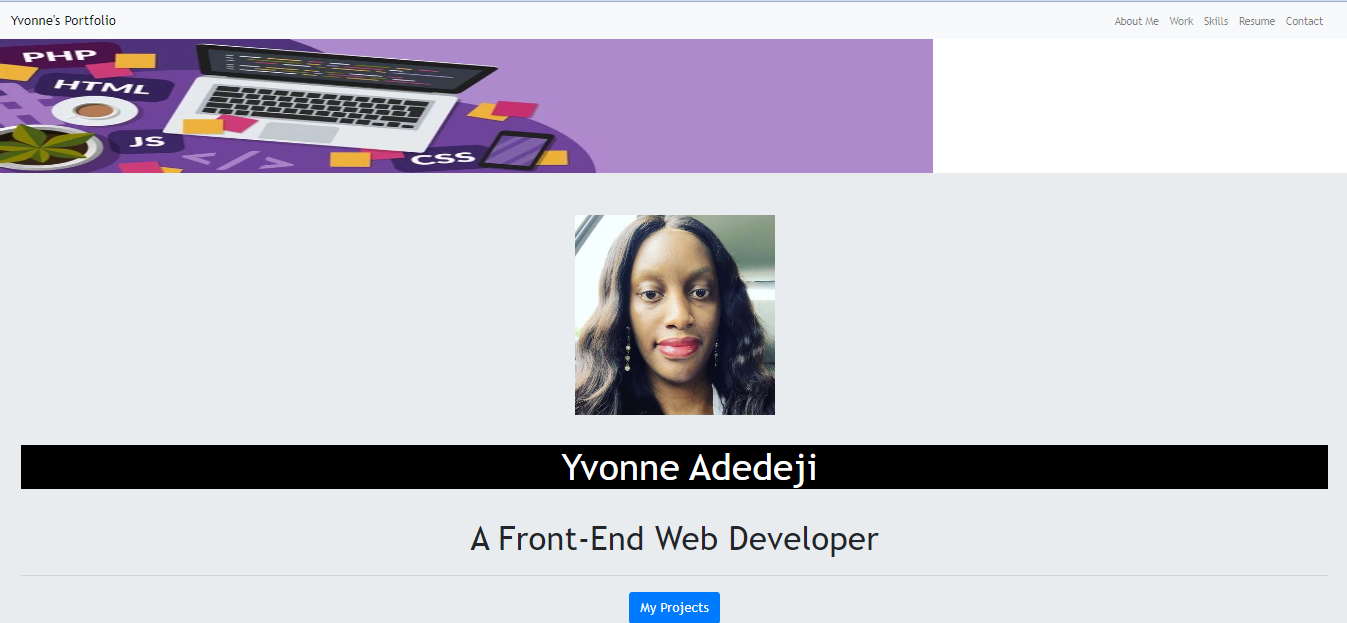 Yvonne's Portfolio
About Me Work Skills Resume Contact
PHP
HTML
JS
</>
CSS
Yvonne Adedeji
A Front-End Web Developer
My Projects